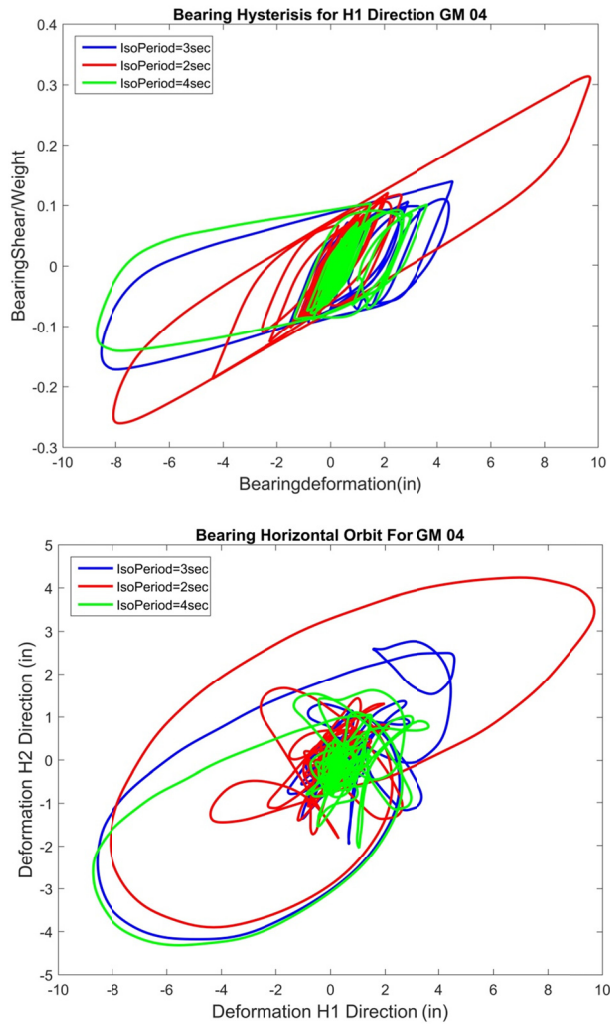 Bearing Hysterisis for H1 Direction GM 04
IsoPeriod=3sec
IsoPeriod=2sec
IsoPeriod=4sec
0.4
0.3
0.2
0.1
0
-0.1
-0.2
-0.3
BearingShear/Weight
-10 -8 -6 -4 -2 0 2 4 6 8 10
Bearingdeformation(in)
Bearing Horizontal Orbit For GM 04
IsoPeriod=3sec
IsoPeriod=2sec
IsoPeriod=4sec
5
4
3
2
1
0
-1
-2
-3
-4
-5
Deformation H2 Direction (in)
-10 -8 -6 -4 -2 0 2 4 6 8 10
Deformation H1 Direction (in)